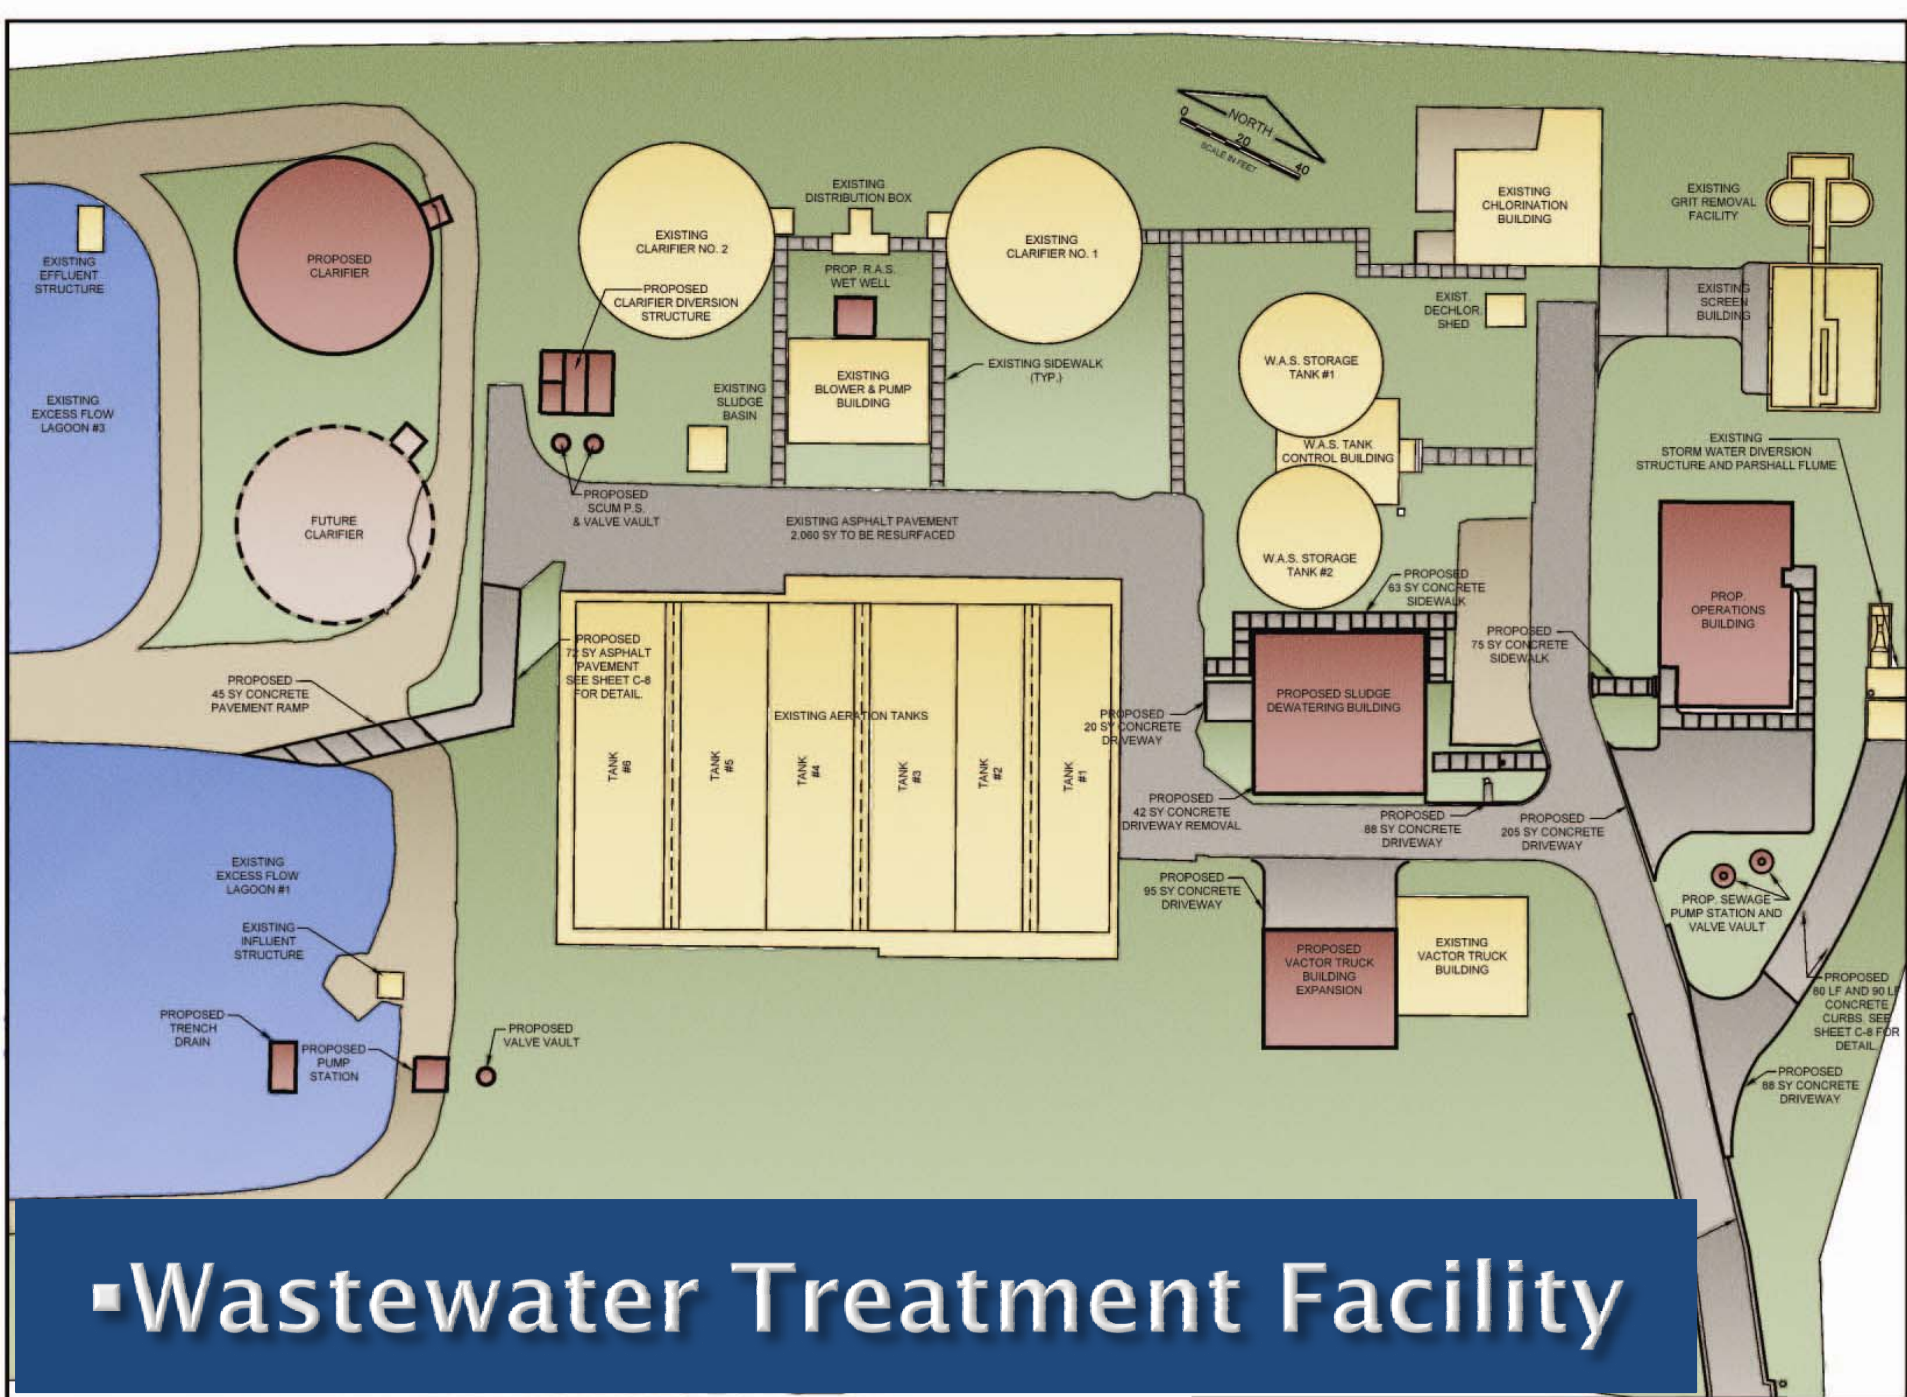 NORTH
0
20
40
SCALE IN FEET
EXISTING
EFFLUENT
STRUCTURE
PROPOSED
CLARIFIER
EXISTING
CLARIFIER NO. 2
EXISTING
DISTRIBUTION BOX
EXISTING
CLARIFIER NO. 1
EXISTING
CHLORINATION
BUILDING
EXISTING
GRIT REMOVAL
FACILITY
PROPOSED
CLARIFIER DIVERSION
STRUCTURE
PROP. R.A.S.
WET WELL
EXIST.
DECHLOR.
SHED
EXISTING
SCREEN
BUILDING
EXISTING
EXCESS FLOW
LAGOON #3
EXISTING
SLUDGE
BASIN
EXISTING
BLOWER & PUMP
BUILDING
EXISTING SIDEWALK
(TYP.)
W.A.S. STORAGE
TANK #1
W.A.S. TANK
CONTROL BUILDING
EXISTING
STORM WATER DIVERSION
STRUCTURE AND PARSHALL FLUME
FUTURE
CLARIFIER
PROPOSED
SCUM P.S.
& VALVE VAULT
EXISTING ASPHALT PAVEMENT
2,060 SY TO BE RESURFACED
W.A.S. STORAGE
TANK #2
PROPOSED
63 SY CONCRETE
SIDEWALK
PROP.
OPERATIONS
BUILDING
PROPOSED
72 SY ASPHALT
PAVEMENT
SEE SHEET C-8
FOR DETAIL.
PROPOSED
75 SY CONCRETE
SIDEWALK
PROPOSED
45 SY CONCRETE
PAVEMENT RAMP
EXISTING AERATION TANKS
PROPOSED
20 SY CONCRETE
DRIVEWAY
PROPOSED SLUDGE
DEWATERING BUILDING
TANK
#6
TANK
#5
TANK
#4
TANK
#3
TANK
#2
TANK
#1
PROPOSED
42 SY CONCRETE
DRIVEWAY REMOVAL
PROPOSED
88 SY CONCRETE
DRIVEWAY
PROPOSED
205 SY CONCRETE
DRIVEWAY
EXISTING
EXCESS FLOW
LAGOON #1
PROPOSED
95 SY CONCRETE
DRIVEWAY
PROP. SEWAGE
PUMP STATION AND
VALVE VAULT
EXISTING
INFLUENT
STRUCTURE
PROPOSED
VACTOR TRUCK
BUILDING
EXPANSION
EXISTING
VACTOR TRUCK
BUILDING
PROPOSED
80 LF AND 90 LF
CONCRETE
CURBS. SEE
SHEET C-8 FOR
DETAIL.
PROPOSED
TRENCH
DRAIN
PROPOSED
PUMP
STATION
PROPOSED
VALVE VAULT
PROPOSED
88 SY CONCRETE
DRIVEWAY
▪Wastewater Treatment Facility